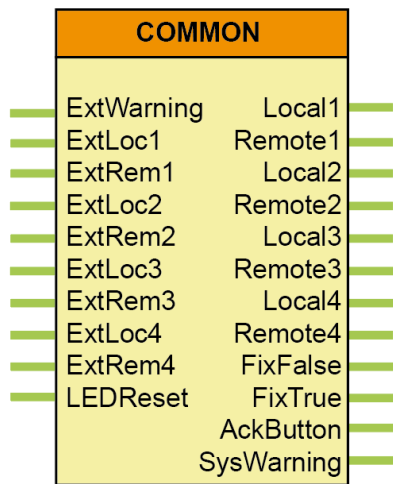 COMMON
ExtWarning Local1
ExtLoc1 Remote1
ExtRem1 Local2
ExtLoc2 Remote2
ExtRem2 Local3
ExtLoc3 Remote3
ExtRem3 Local4
ExtLoc4 Remote4
ExtRem4 FixFalse
LEDReset FixTrue
AckButton
SysWarning